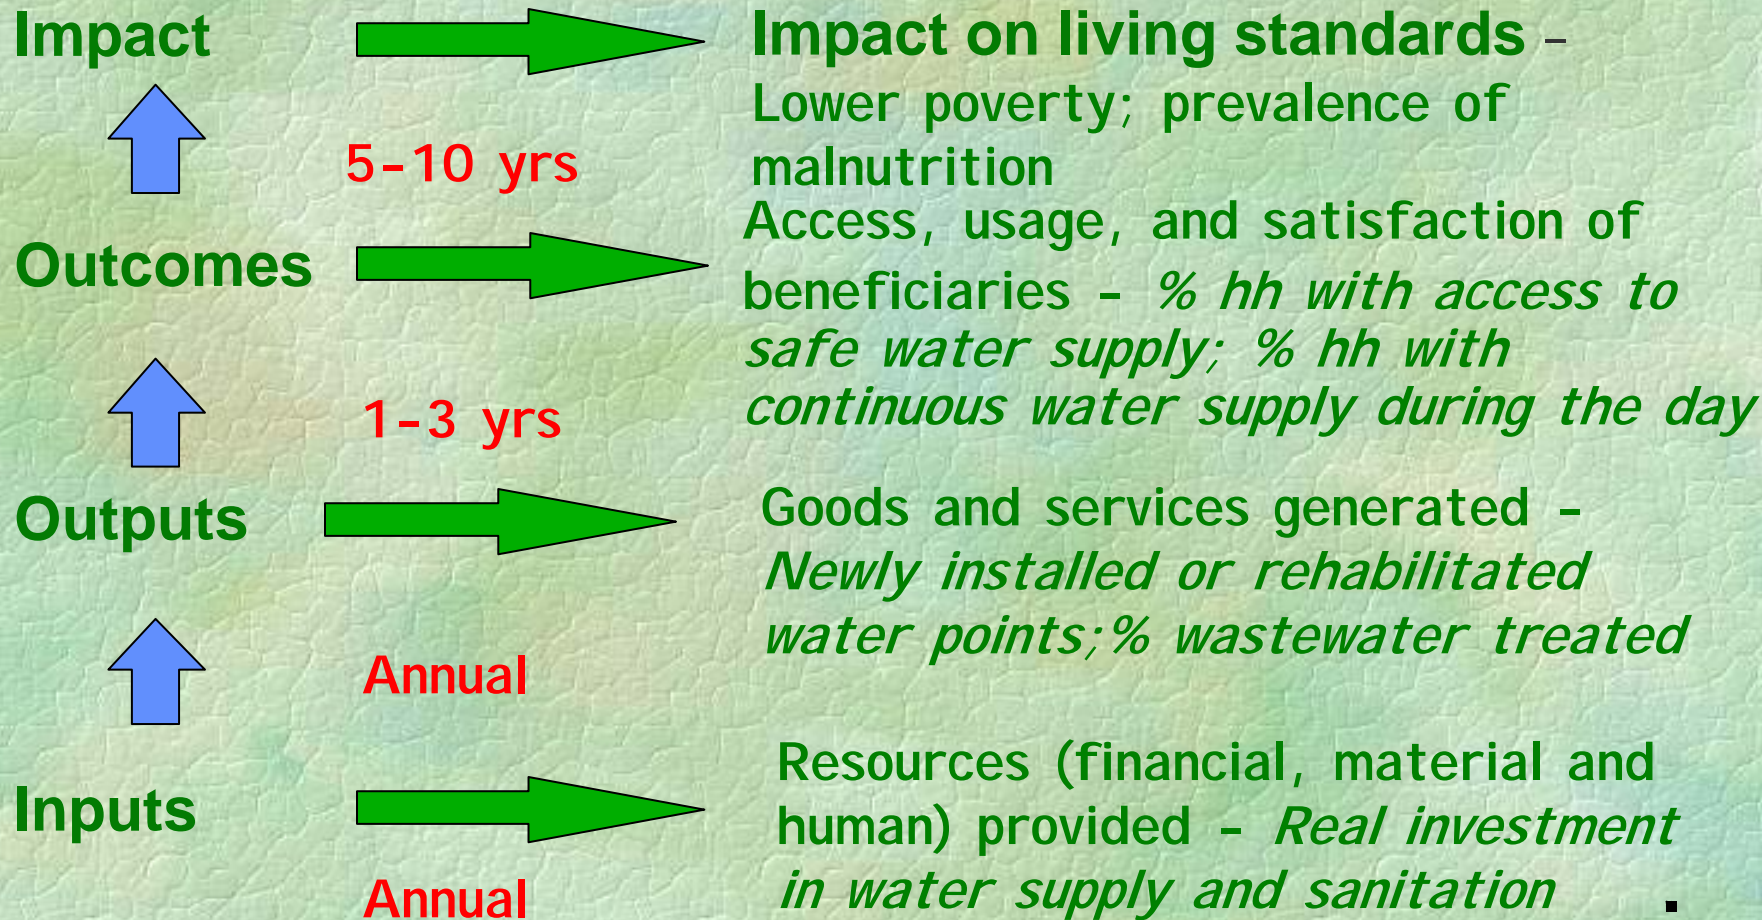 Impact
Impact on living standards –
Lower poverty; prevalence of
malnutrition
5-10 yrs
Outcomes
Access, usage, and satisfaction of
beneficiaries – % hh with access to
safe water supply; % hh with
continuous water supply during the day
1-3 yrs
Outputs
Goods and services generated –
Newly installed or rehabilitated
water points;% wastewater treated
Annual
Inputs
Resources (financial, material and
human) provided – Real investment
in water supply and sanitation .
Annual